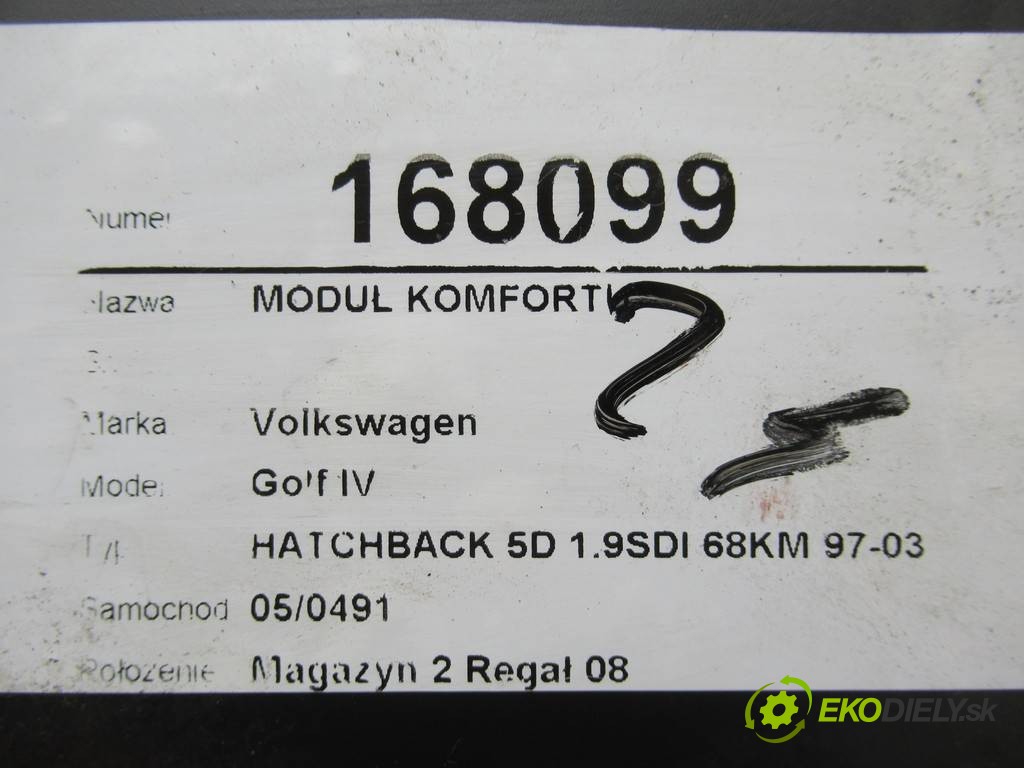 Numer 168099
Nazwa MODUŁ KOMFORTU
Marka Volkswagen
Model Golf IV
HATCHBACK 5D 1.9SDI 68KM 97-03
Samochod 05/0491
Położenie Magazyn 2 Regał 08
EKODIELY.sk